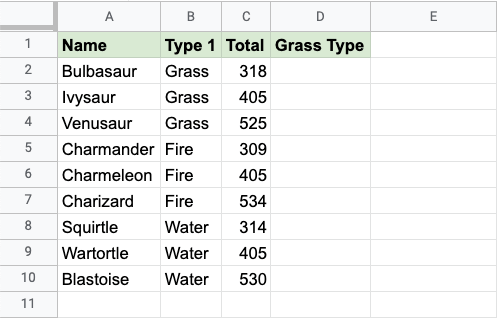 A B C D E
1 Name Type 1 Total Grass Type
2 Bulbasaur Grass 318
3 Ivysaur Grass 405
4 Venusaur Grass 525
5 Charmander Fire 309
6 Charmeleon Fire 405
7 Charizard Fire 534
8 Squirtle Water 314
9 Wartortle Water 405
10 Blastoise Water 530
11